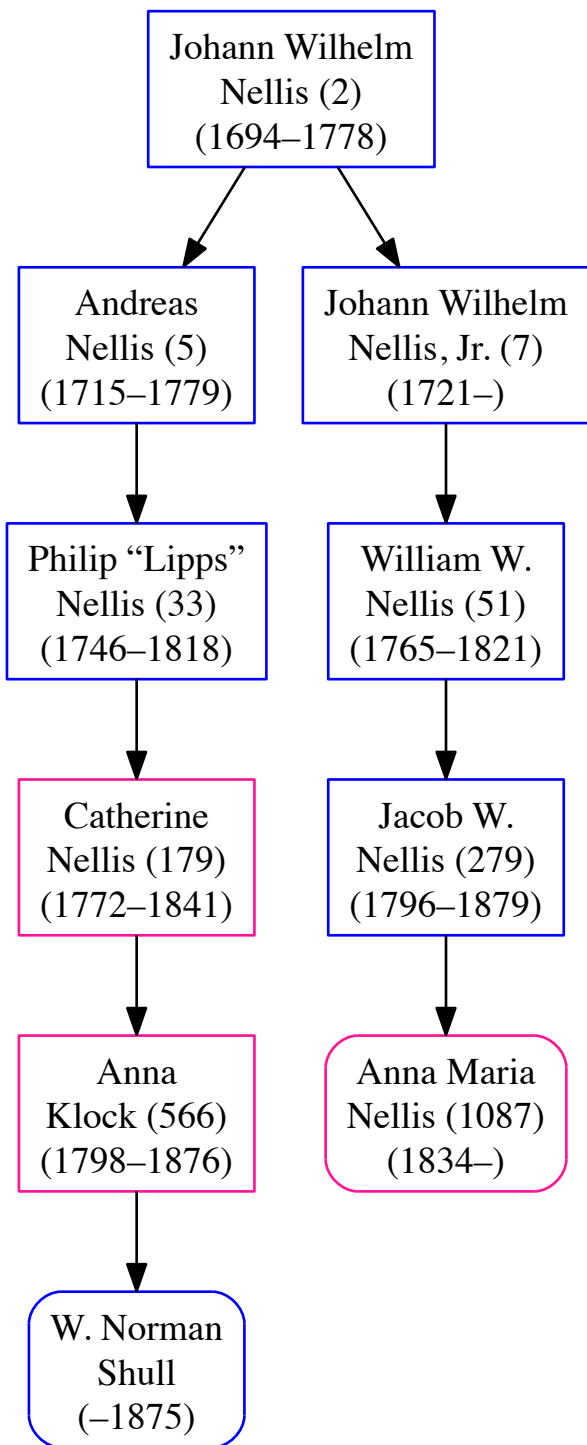 Johann Wilhelm
Nellis (2)
(1694–1778)
Andreas
Nellis (5)
(1715–1779)
Johann Wilhelm
Nellis, Jr. (7)
(1721–)
Philip “Lipps”
Nellis (33)
(1746–1818)
William W.
Nellis (51)
(1765–1821)
Catherine
Nellis (179)
(1772–1841)
Jacob W.
Nellis (279)
(1796–1879)
Anna
Klock (566)
(1798–1876)
Anna Maria
Nellis (1087)
(1834–)
W. Norman
Shull
(–1875)